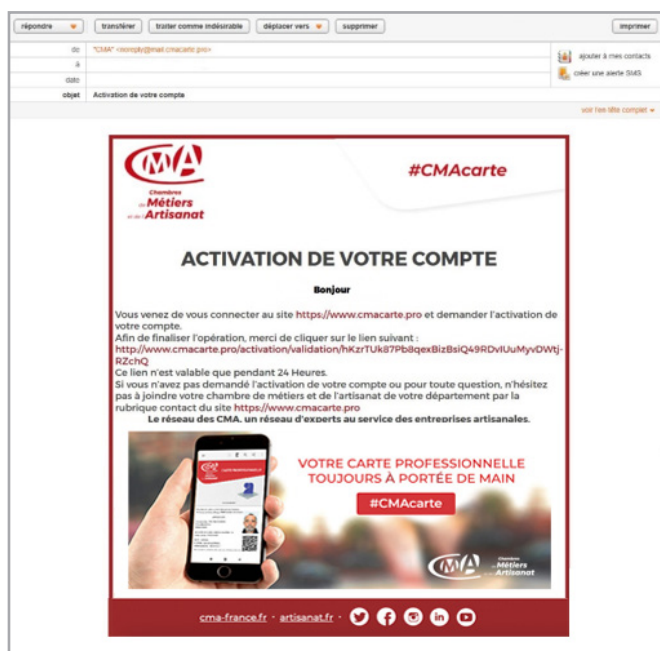 répondre transférer traiter comme indésirable déplacer vers supprimer imprimer
de "CMA" <noreply@mail.cmacarte.pro>
à
date
objet Activation de votre compte
ajouter à mes contacts
créer une alerte SMS
voir l'en-tête complet
CMA
Chambres
de Métiers
et de l'Artisanat
#CMAcarte
ACTIVATION DE VOTRE COMPTE
Bonjour
Vous venez de vous connecter au site https://www.cmacarte.pro et demander l'activation de
votre compte.
Afin de finaliser l'opération, merci de cliquer sur le lien suivant :
http://www.cmacarte.pro/activation/validation/hKzrTUk87Pb8qexBizBsiQ49RDvIUuMyvDWtj-
RZchQ
Ce lien n'est valable que pendant 24 Heures.
Si vous n'avez pas demandé l'activation de votre compte ou pour toute question, n'hésitez
pas à joindre votre chambre de métiers et de l'artisanat de votre département par la
rubrique contact du site https://www.cmacarte.pro
Le réseau des CMA, un réseau d'experts au service des entreprises artisanales.
VOTRE CARTE PROFESSIONNELLE
TOUJOURS À PORTÉE DE MAIN
#CMAcarte
CARTE PROFESSIONNELLE
CMA
Chambres
de Métiers
et de l'Artisanat
cma-france.fr · artisanat.fr ·